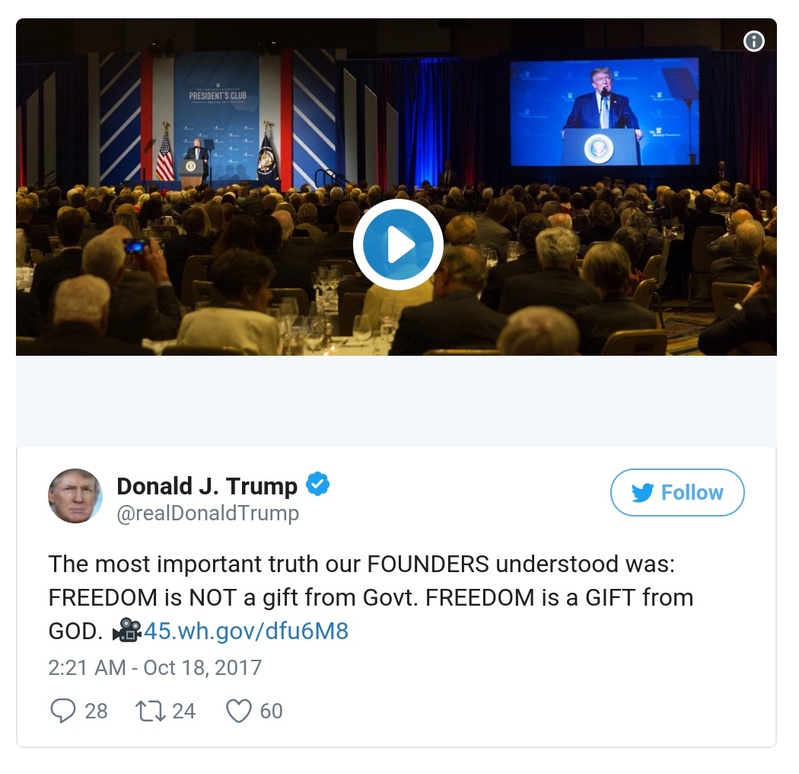 PRESIDENT'S CLUB
Donald J. Trump
@realDonaldTrump
Follow
The most important truth our FOUNDERS understood was:
FREEDOM is NOT a gift from Govt. FREEDOM is a GIFT from
GOD. 🎥45.wh.gov/dfu6M8
2:21 AM - Oct 18, 2017
28 24 60